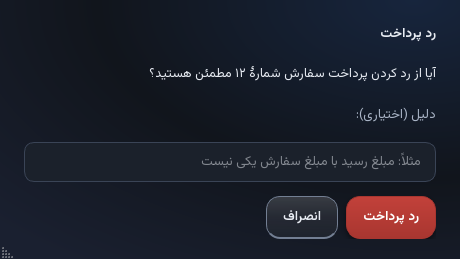 رد پرداخت
آیا از رد کردن پرداخت سفارش شمارهٔ ۱۲ مطمئن هستید؟
دلیل (اختیاری):
مثلاً: مبلغ رسید با مبلغ سفارش یکی نیست
رد پرداخت
انصراف